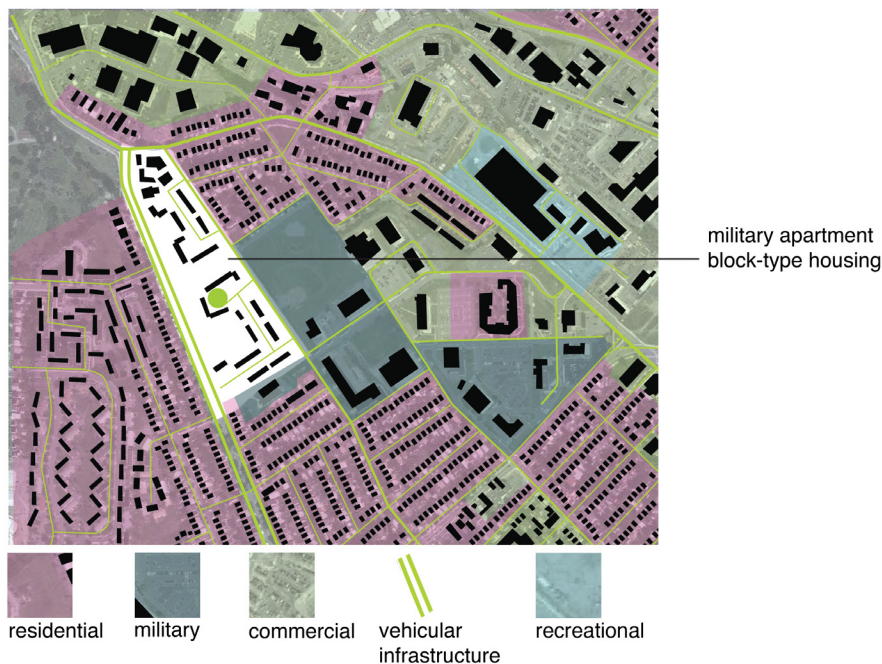 military apartment
block-type housing
residential
military
commercial
vehicular
infrastructure
recreational